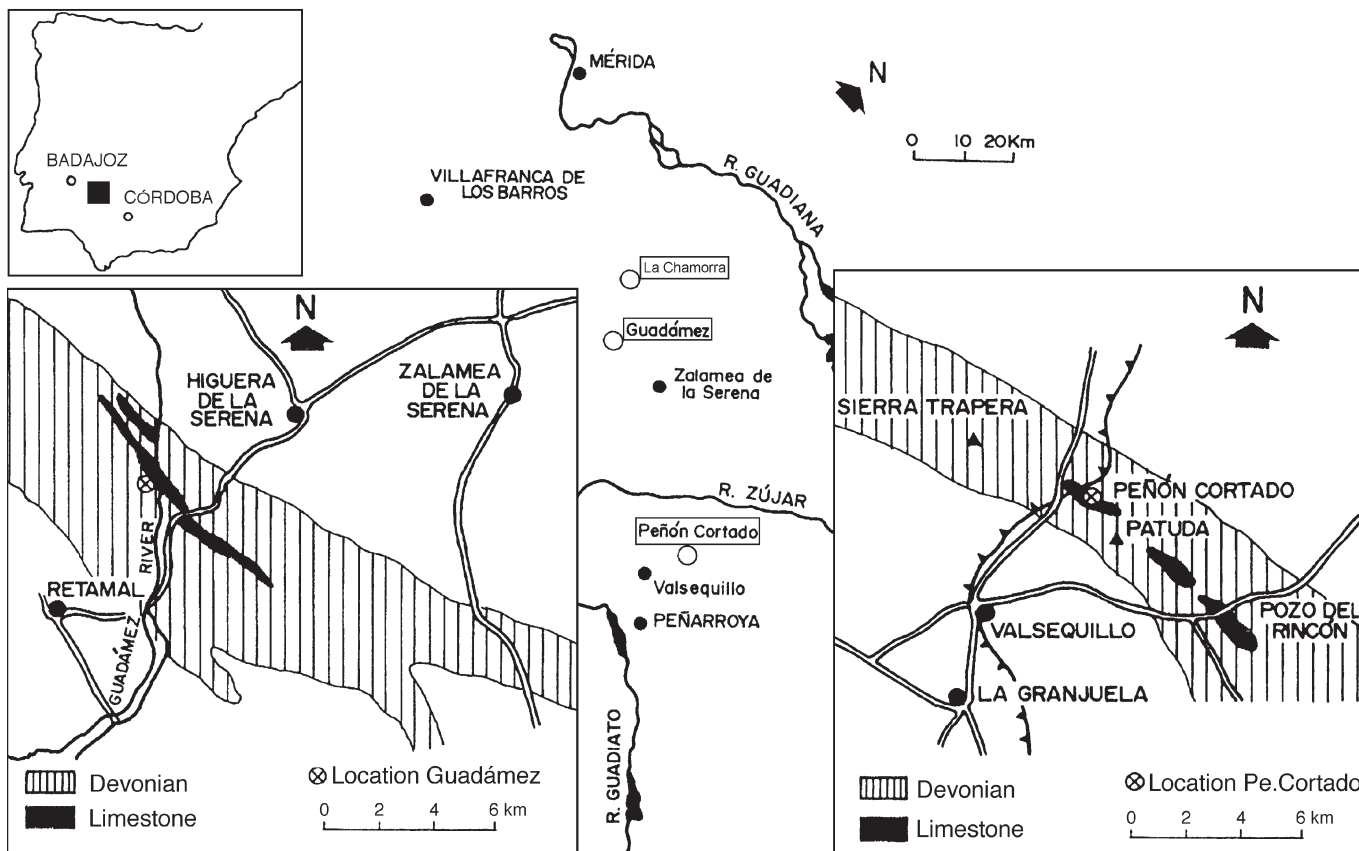 BADAJOZ
CÓRDOBA
MÉRIDA
N
0 10 20Km
VILLAFRANCA DE
LOS BARROS
R. GUADIANA
La Chamorra
Guadámez
Zalamea de
la Serena
R. ZÚJAR
Peñón Cortado
Valsequillo
PEÑARROYA
R. GUADIATO
N
HIGUERA
DE LA
SERENA
ZALAMEA
DE LA
SERENA
RETAMAL
GUADÁMEZ RIVER
Devonian
Limestone
Location Guadámez
0 2 4 6 km
N
SIERRA TRAPERA
PEÑÓN CORTADO
PATUDA
POZO DEL
RINCÓN
VALSEQUILLO
LA GRANJUELA
Devonian
Limestone
Location Pe.Cortado
0 2 4 6 km